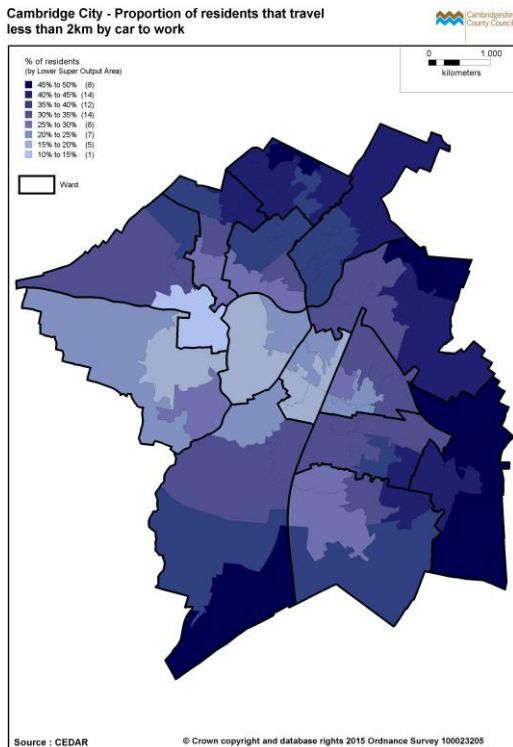 Cambridge City - Proportion of residents that travel
less than 2km by car to work
Cambridgeshire
County Council
0 1.000
kilometers
% of residents
(by Lower Super Output Area)
45% to 50% (8)
40% to 45% (14)
35% to 40% (12)
30% to 35% (14)
25% to 30% (8)
20% to 25% (7)
15% to 20% (5)
10% to 15% (1)
Ward
Source : CEDAR
© Crown copyright and database rights 2015 Ordnance Survey 100023205